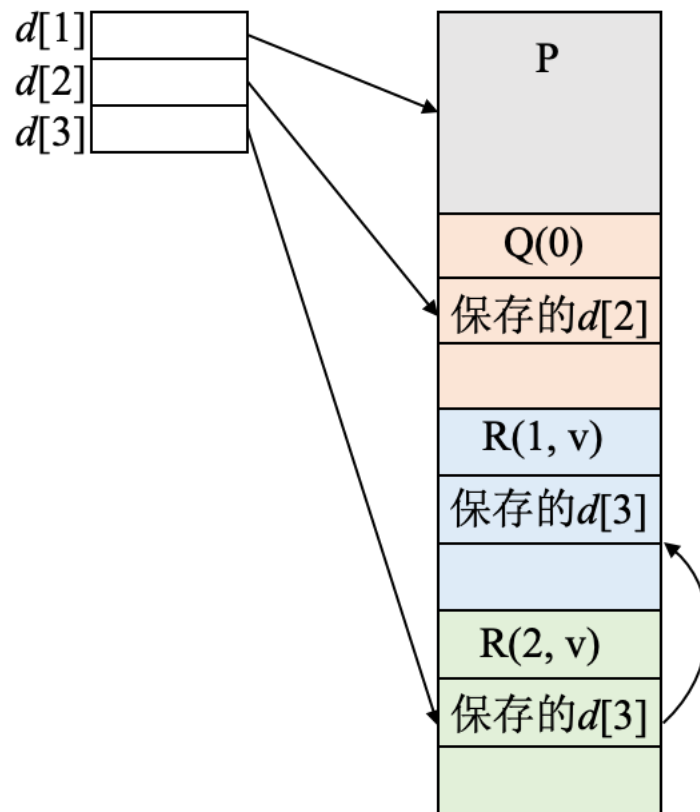 d[1]
d[2]
d[3]
P
Q(0)
保存的d[2]
R(1, v)
保存的d[3]
R(2, v)
保存的d[3]